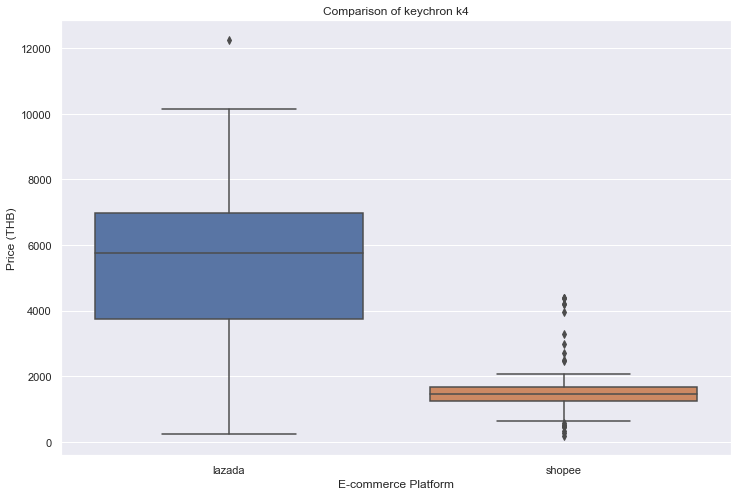 Comparison of keychron k4
12000
10000
8000
6000
4000
2000
0
Price (THB)
lazada
shopee
E-commerce Platform